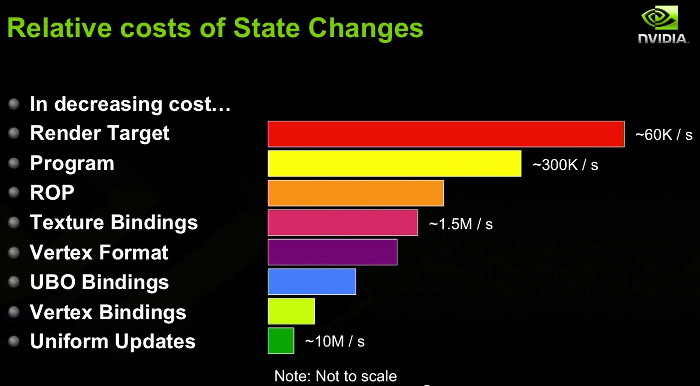 Relative costs of State Changes
NVIDIA.
In decreasing cost…
Render Target ~60K / s
Program ~300K / s
ROP
Texture Bindings ~1.5M / s
Vertex Format
UBO Bindings
Vertex Bindings
Uniform Updates ~10M / s
Note: Not to scale